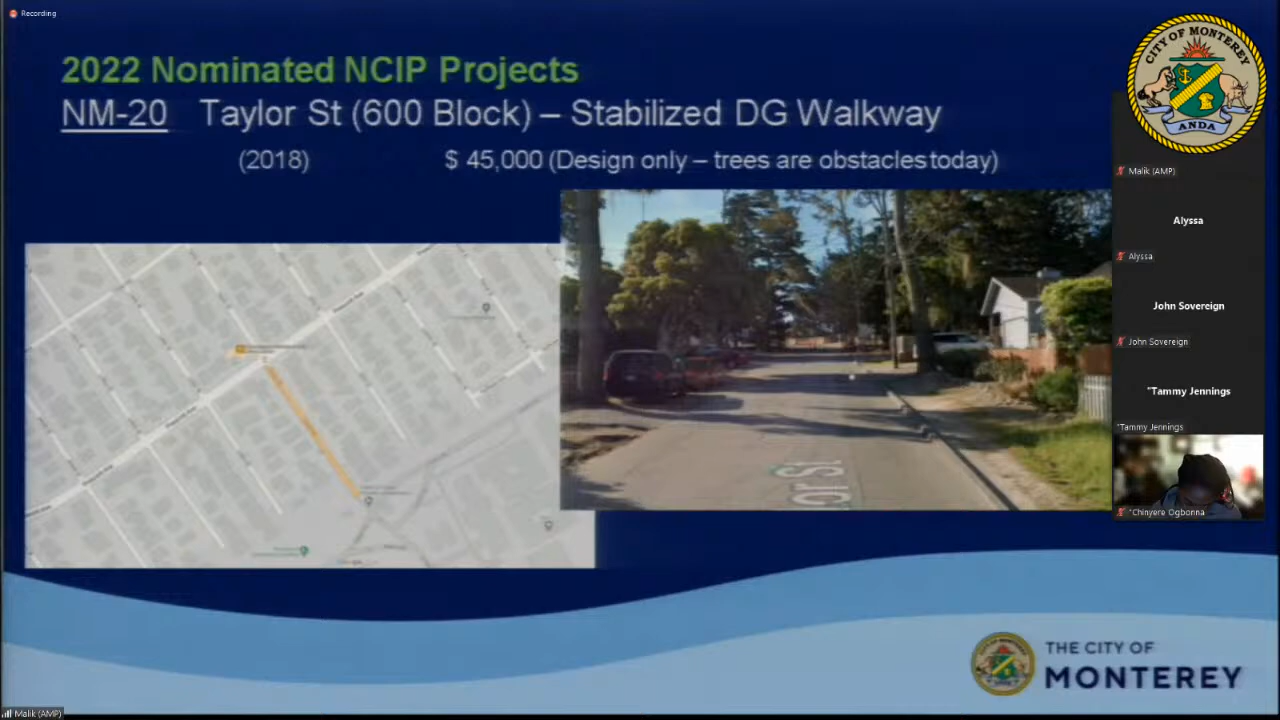 Recording
2022 Nominated NCIP Projects
NM-20 Taylor St (600 Block) – Stabilized DG Walkway
(2018) $ 45,000 (Design only – trees are obstacles today)
CITY OF MONTEREY
ANDA
Malik (AMP)
Alyssa
Alyssa
John Sovereign
John Sovereign
"Tammy Jennings
"Tammy Jennings
"Chinyere Ogbonna
or St
THE CITY OF
MONTEREY
Malik (AMP)